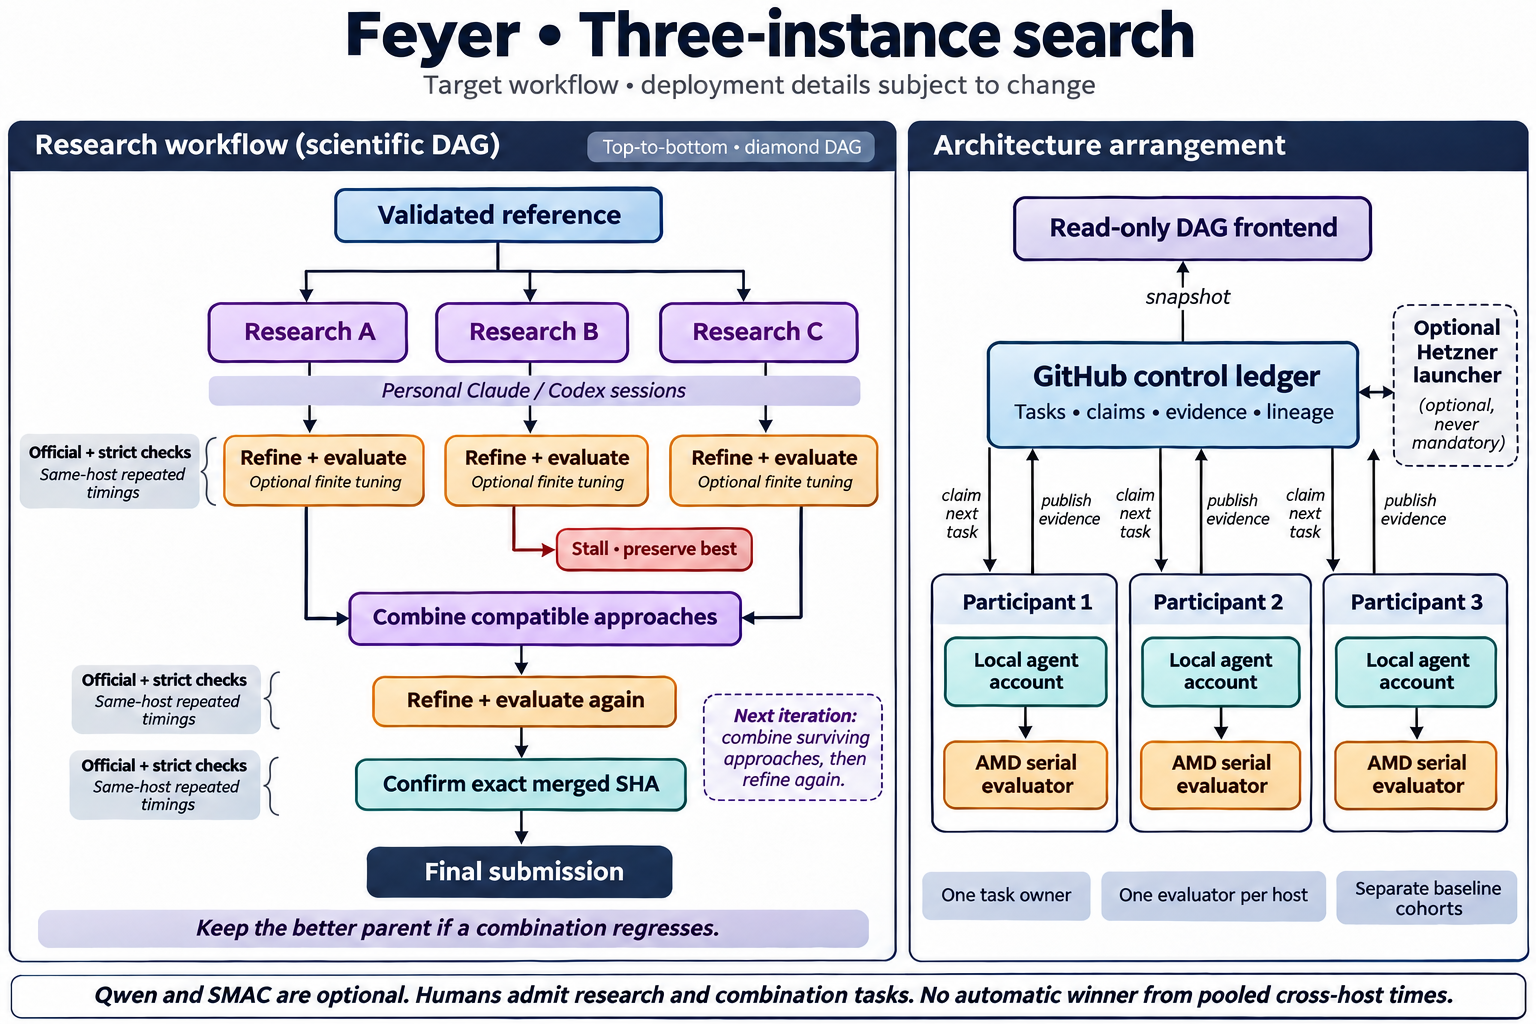 Feyer • Three-instance search
Target workflow • deployment details subject to change
Research workflow (scientific DAG)
Top-to-bottom • diamond DAG
Validated reference
Research A
Research B
Research C
Personal Claude / Codex sessions
Official + strict checks
Same-host repeated
timings
Refine + evaluate
Optional finite tuning
Refine + evaluate
Optional finite tuning
Refine + evaluate
Optional finite tuning
Stall • preserve best
Combine compatible approaches
Official + strict checks
Same-host repeated
timings
Refine + evaluate again
Next iteration:
combine surviving
approaches, then
refine again.
Official + strict checks
Same-host repeated
timings
Confirm exact merged SHA
Final submission
Keep the better parent if a combination regresses.
Architecture arrangement
Read-only DAG frontend
snapshot
GitHub control ledger
Tasks • claims • evidence • lineage
Optional
Hetzner
launcher
(optional,
never
mandatory)
claim
next
task
publish
evidence
claim
next
task
publish
evidence
claim
next
task
publish
evidence
Participant 1
Local agent
account
AMD serial
evaluator
Participant 2
Local agent
account
AMD serial
evaluator
Participant 3
Local agent
account
AMD serial
evaluator
One task owner
One evaluator per host
Separate baseline
cohorts
Qwen and SMAC are optional. Humans admit research and combination tasks. No automatic winner from pooled cross-host times.